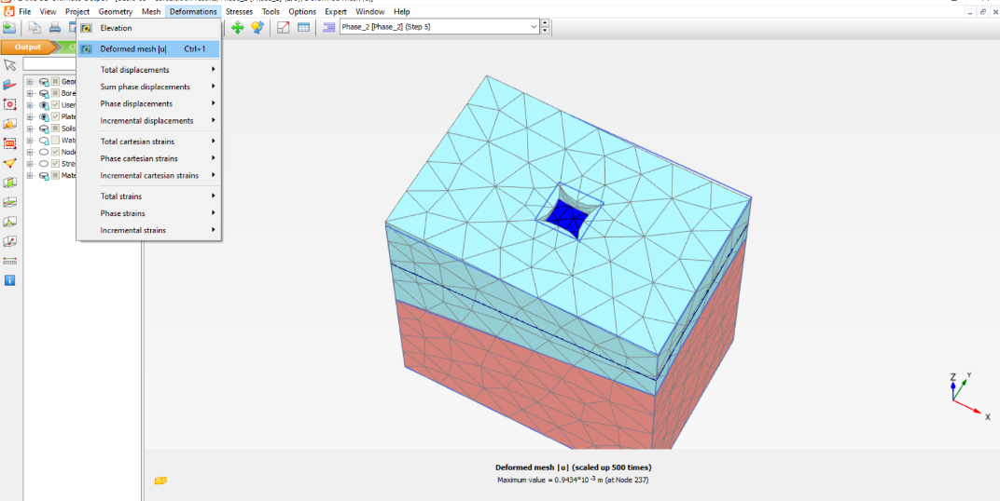 File View Project Geometry Mesh Deformations Stresses Tools Options Expert Window Help
Phase_2 [Phase_2] (Step 5)
Output
Elevation
Deformed mesh |u| Ctrl+1
Total displacements
Sum phase displacements
Phase displacements
Incremental displacements
Total cartesian strains
Phase cartesian strains
Incremental cartesian strains
Total strains
Phase strains
Incremental strains
Geor
Bore
User
Plate
Soils
Wat
Nod
Stre
Mate
Z
Y
X
Deformed mesh |u| (scaled up 500 times)
Maximum value = 0.9434*10⁻³ m (at Node 237)